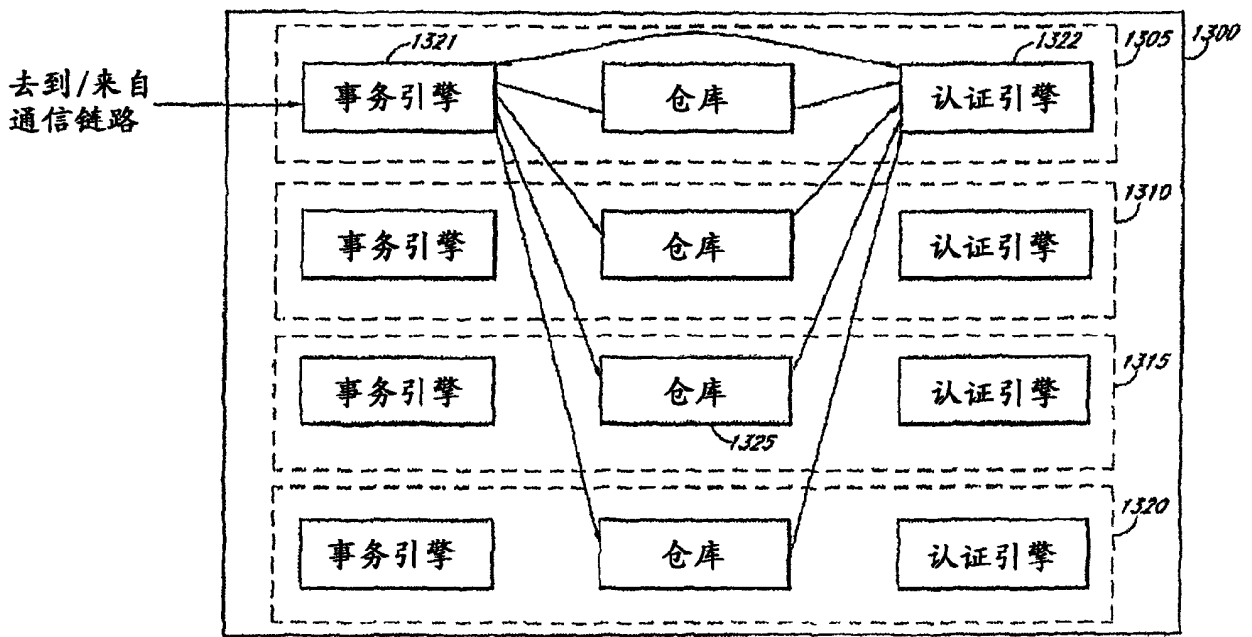 1321
1322
1305
1300
去到/来自
通信链路
事务引擎
仓库
认证引擎
1310
事务引擎
仓库
认证引擎
1315
事务引擎
仓库
认证引擎
1325
1320
事务引擎
仓库
认证引擎